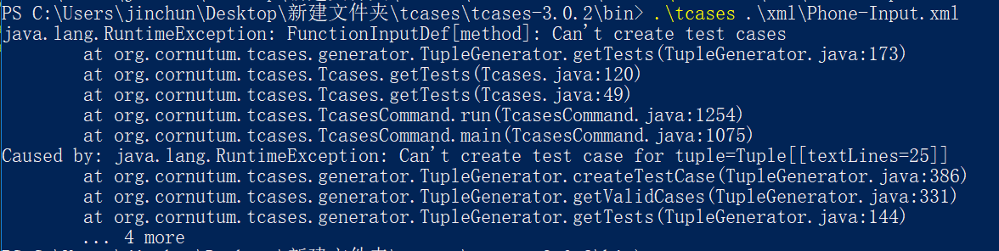 PS C:\Users\jinchun\Desktop\新建文件夹\tcases\tcases-3.0.2\bin> .\tcases .\xml\Phone-Input.xml
java.lang.RuntimeException: FunctionInputDef[method]: Can't create test cases
at org.cornutum.tcases.generator.TupleGenerator.getTests(TupleGenerator.java:173)
at org.cornutum.tcases.Tcases.getTests(Tcases.java:120)
at org.cornutum.tcases.Tcases.getTests(Tcases.java:49)
at org.cornutum.tcases.TcasesCommand.run(TcasesCommand.java:1254)
at org.cornutum.tcases.TcasesCommand.main(TcasesCommand.java:1075)
Caused by: java.lang.RuntimeException: Can't create test case for tuple=Tuple[[textLines=25]]
at org.cornutum.tcases.generator.TupleGenerator.createTestCase(TupleGenerator.java:386)
at org.cornutum.tcases.generator.TupleGenerator.getValidCases(TupleGenerator.java:331)
at org.cornutum.tcases.generator.TupleGenerator.getTests(TupleGenerator.java:144)
... 4 more